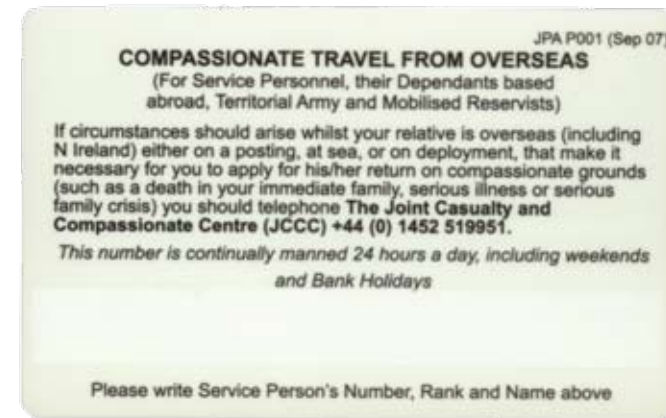 JPA P001 (Sep 07)
COMPASSIONATE TRAVEL FROM OVERSEAS
(For Service Personnel, their Dependants based
abroad, Territorial Army and Mobilised Reservists)
If circumstances should arise whilst your relative is overseas (including
N Ireland) either on a posting, at sea, or on deployment, that make it
necessary for you to apply for his/her return on compassionate grounds
(such as a death in your immediate family, serious illness or serious
family crisis) you should telephone The Joint Casualty and
Compassionate Centre (JCCC) +44 (0) 1452 519951.
This number is continually manned 24 hours a day, including weekends
and Bank Holidays
Please write Service Person's Number, Rank and Name above